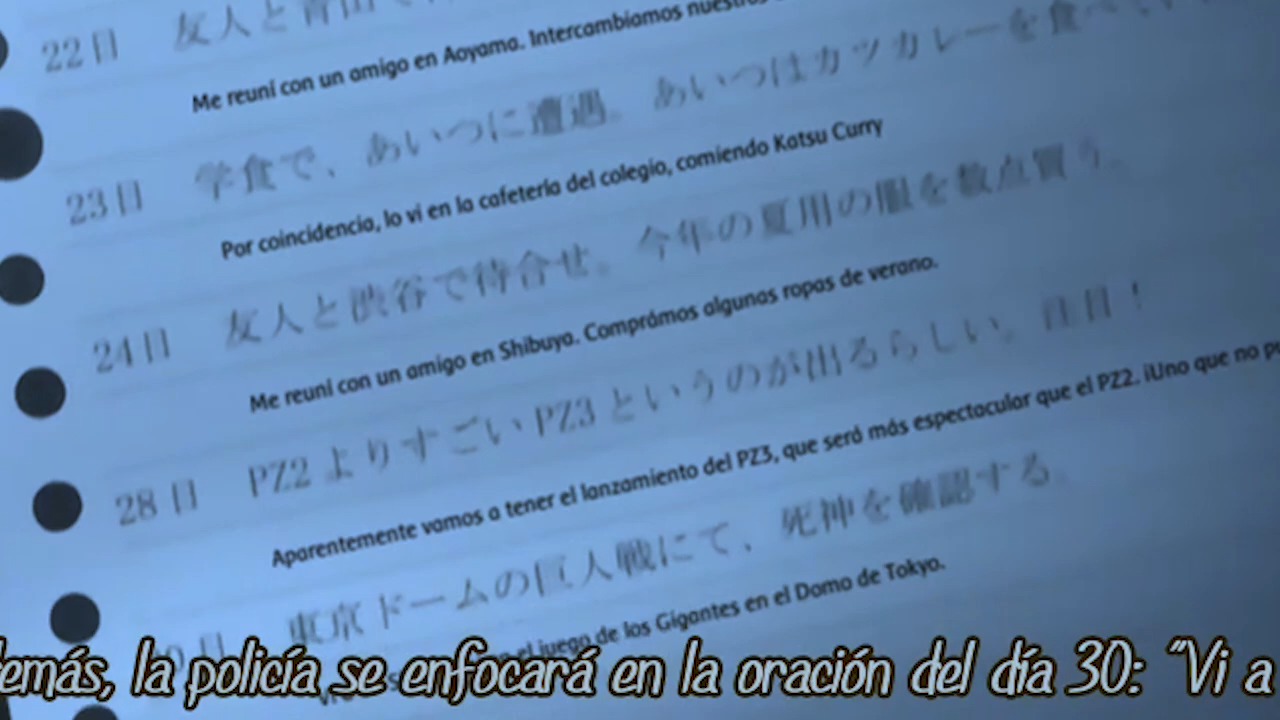 22日 友人と青山で
Me reuní con un amigo en Aoyama. Intercambiamos nuestros
23日 学食で、あいつに遭遇。あいつはカツカレーを食べてい
Por coincidencia, lo vi en la cafetería del colegio, comiendo Katsu Curry
24日 友人と渋谷で待合せ。今年の夏用の服を数点買う。
Me reuní con un amigo en Shibuya. Comprámos algunas ropas de verano.
28日 PZ2よりすごいPZ3というのが出るらしい。注目!
Aparentemente vamos a tener el lanzamiento del PZ3, que será más espectacular que el PZ2. ¡Uno que no
30日 東京ドームの巨人戦にて、死神を確認する。
el juego de los Gigantes en el Domo de Tokyo.
emás, la policía se enfocará en la oración del día 30: "Vi a